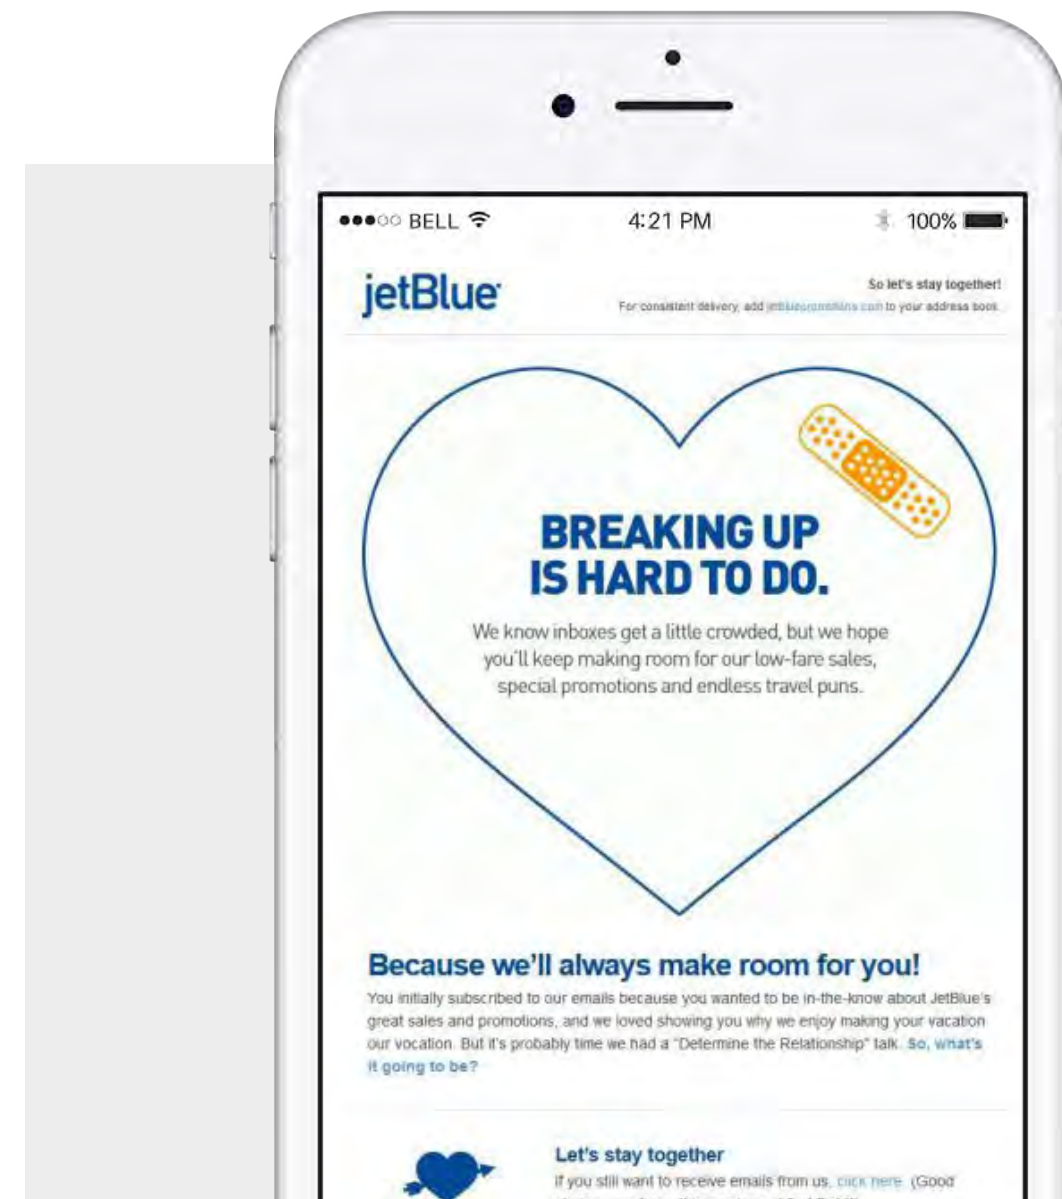 BELL
4:21 PM
100%
jetBlue
So let's stay together!
For consistent delivery, add jetbluepromotions.com to your address book.
BREAKING UP
IS HARD TO DO.
We know inboxes get a little crowded, but we hope
you'll keep making room for our low-fare sales,
special promotions and endless travel puns.
Because we'll always make room for you!
You initially subscribed to our emails because you wanted to be in-the-know about JetBlue's
great sales and promotions, and we loved showing you why we enjoy making your vacation
our vocation. But it's probably time we had a "Determine the Relationship" talk. So, what's
it going to be?
Let's stay together
If you still want to receive emails from us, click here. (Good